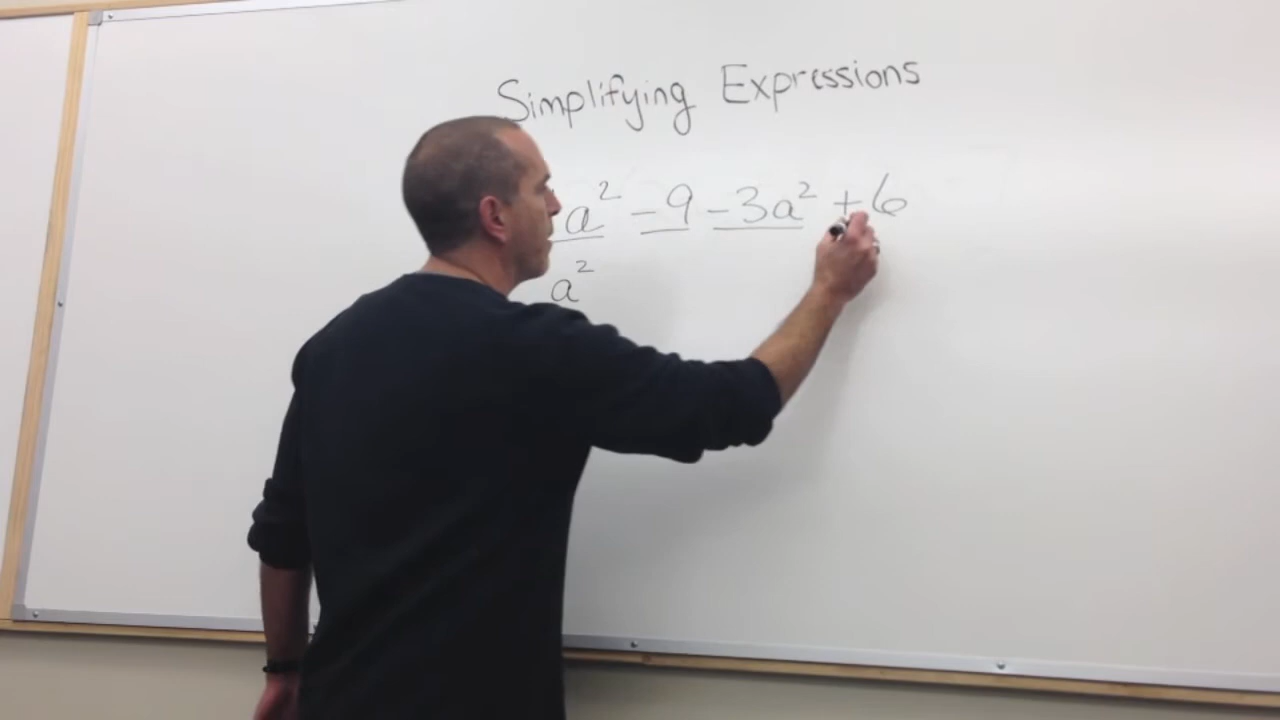 Simplifying Expressions
a² - 9 - 3a² + 6
a²